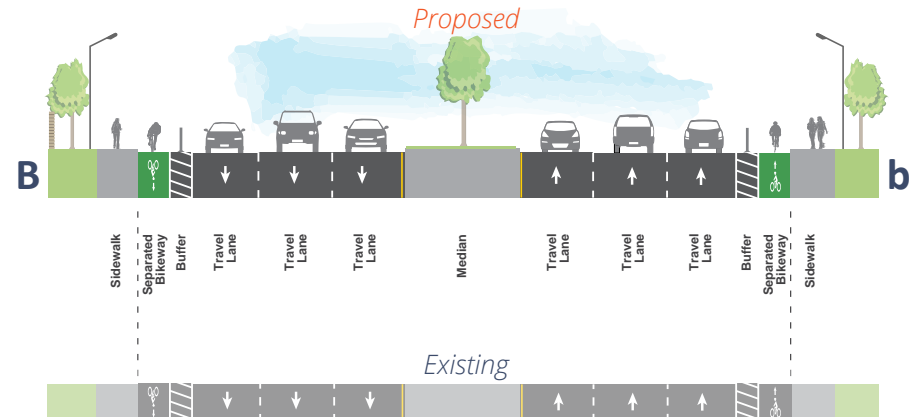 Proposed
B
b
Sidewalk
Separated
Bikeway
Buffer
Travel
Lane
Travel
Lane
Travel
Lane
Median
Travel
Lane
Travel
Lane
Travel
Lane
Buffer
Separated
Bikeway
Sidewalk
Existing